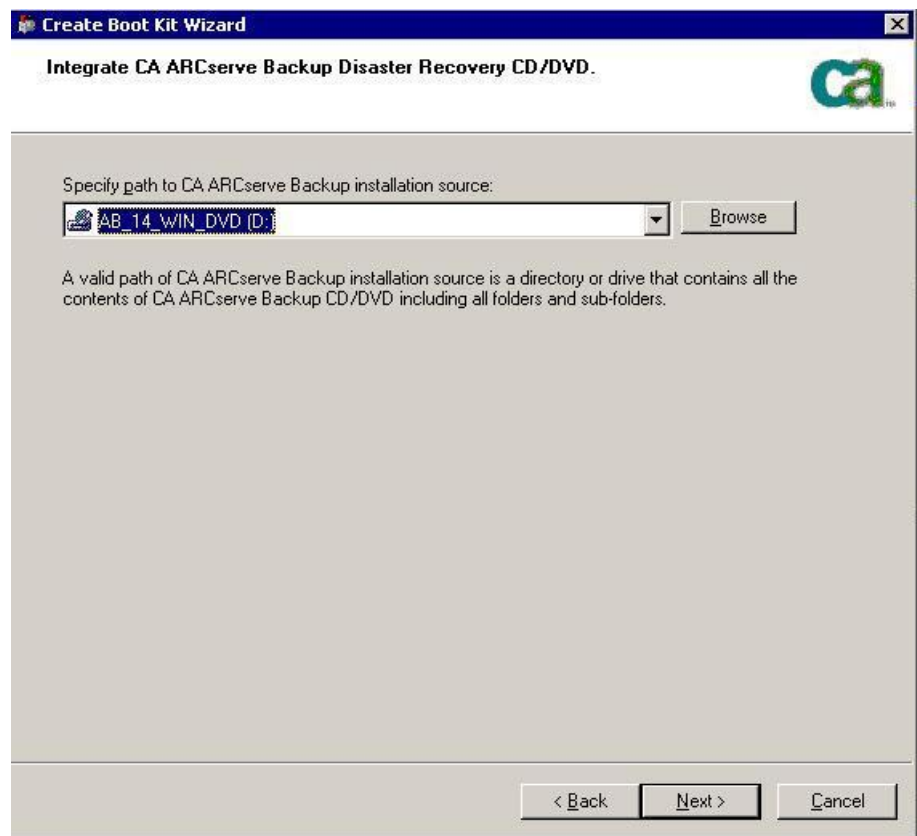 Create Boot Kit Wizard
Integrate CA ARCserve Backup Disaster Recovery CD/DVD.
ca
Specify path to CA ARCserve Backup installation source:
AB_14_WIN_DVD (D:)
Browse
A valid path of CA ARCserve Backup installation source is a directory or drive that contains all the
contents of CA ARCserve Backup CD/DVD including all folders and sub-folders.
< Back
Next >
Cancel